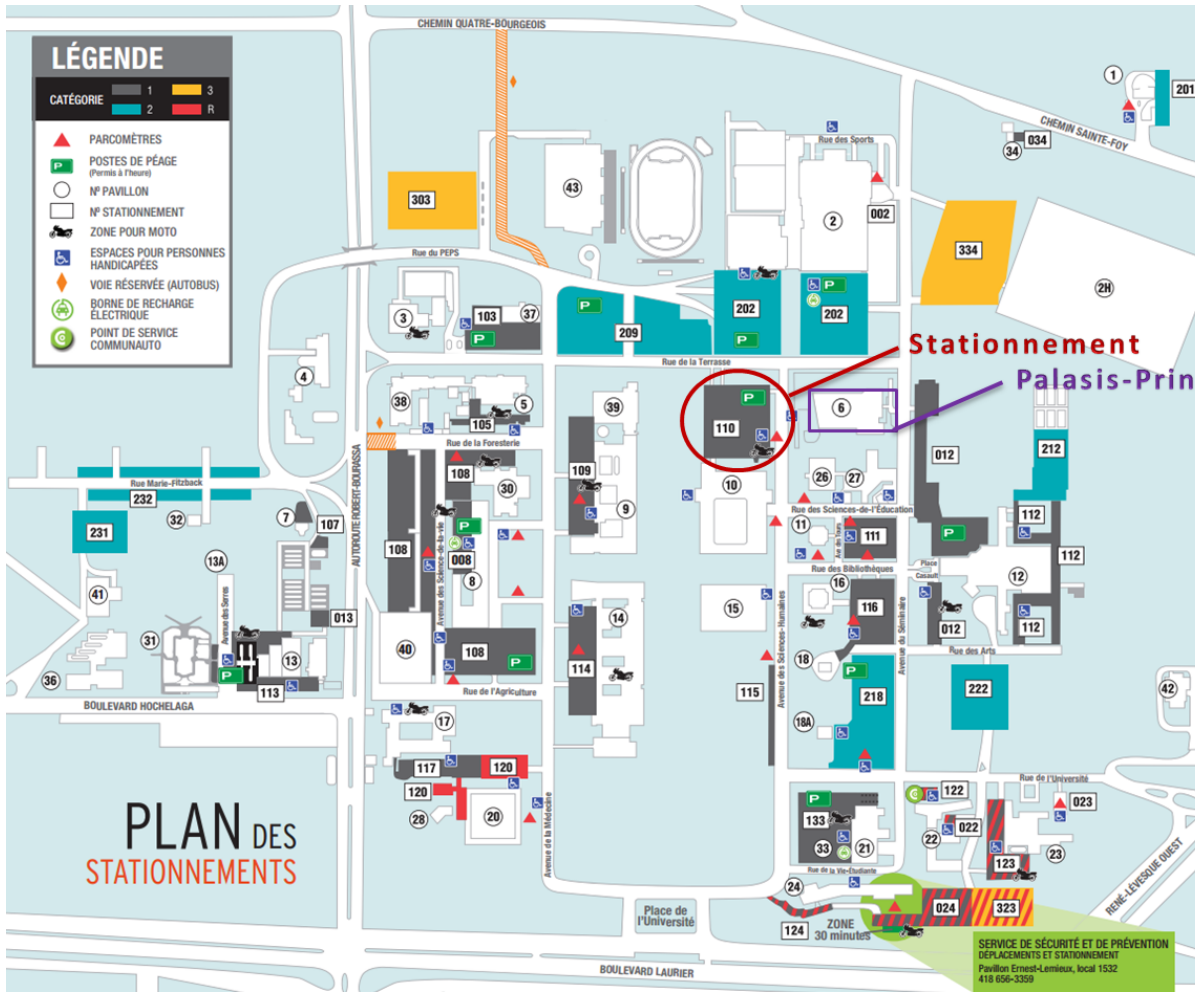 CHEMIN QUATRE-BOURGEOIS
LÉGENDE
CATÉGORIE
1
3
2
R
PARCOMÈTRES
P
POSTES DE PÉAGE
(Permis à l'heure)
Nº PAVILLON
Nº STATIONNEMENT
ZONE POUR MOTO
ESPACES POUR PERSONNES
HANDICAPÉES
VOIE RÉSERVÉE (AUTOBUS)
BORNE DE RECHARGE
ÉLECTRIQUE
POINT DE SERVICE
COMMUNAUTO
1
201
CHEMIN SAINTE-FOY
034
34
Rue des Sports
43
2
002
303
334
2H
Rue du PEPS
3
103
37
P
P
209
202
P
P
202
Rue de la Terrasse
Stationnement
Palasis-Prin
4
38
5
105
39
P
110
6
Rue de la Foresterie
012
212
108
109
30
10
26
27
Rue Marie-Fitzback
232
231
32
7
107
9
Rue des Sciences-de-l'Éducation
11
111
Ave des Tours
P
112
112
108
P
008
8
Avenue des Science-de-la-vie
AUTOROUTE ROBERT-BOURASSA
Rue des Bibliothèques
Place
Casault
12
13A
41
013
16
116
15
14
012
112
31
Avenue des Serres
13
36
P
113
40
108
P
114
18
Rue des Arts
Avenue du Séminaire
Avenue des Sciences-Humaines
115
P
218
222
42
18A
Rue de l'Agriculture
BOULEVARD HOCHELAGA
17
117
120
120
28
20
Avenue de la Médecine
Rue de l'Université
P
133
33
21
122
22
022
023
23
123
Rue de la Vie-Étudiante
24
024
323
124
ZONE
30 minutes
Place de
l'Université
RENÉ-LÉVESQUE OUEST
PLAN DES
STATIONNEMENTS
BOULEVARD LAURIER
SERVICE DE SÉCURITÉ ET DE PRÉVENTION
DÉPLACEMENTS ET STATIONNEMENT
Pavillon Ernest-Lemieux, local 1532
418 656-3359